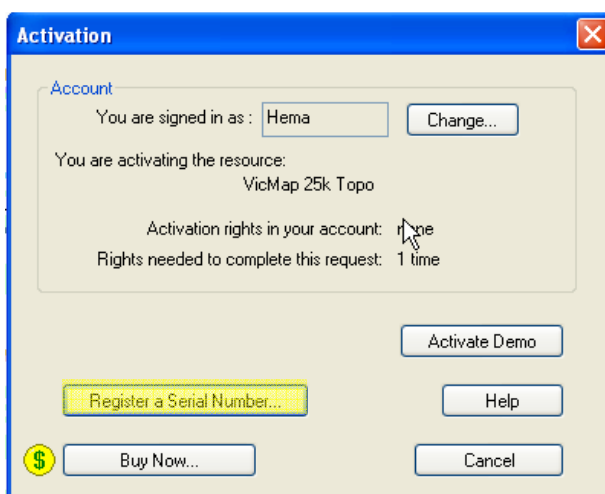 Activation
Account
You are signed in as : Hema Change...
You are activating the resource:
VicMap 25k Topo
Activation rights in your account:
Rights needed to complete this request: 1 time
Activate Demo
Register a Serial Number... Help
$ Buy Now... Cancel